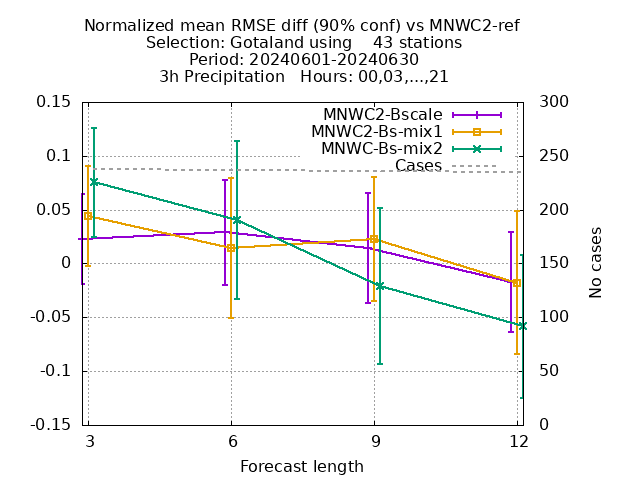 Normalized mean RMSE diff (90% conf) vs MNWC2-ref
Selection: Gotaland using    43 stations
Period: 20240601-20240630
3h Precipitation   Hours: 00,03,...,21
MNWC2-Bscale
MNWC2-Bs-mix1
MNWC-Bs-mix2
Cases
0.15
0.1
0.05
0
-0.05
-0.1
-0.15
300
250
200
150
100
50
0
No cases
3 6 9 12
Forecast length